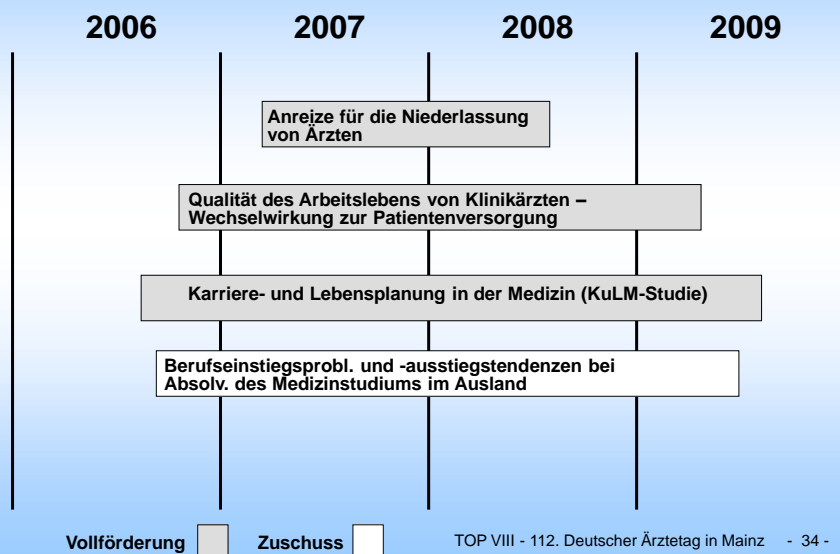 2006 2007 2008 2009
Anreize für die Niederlassung
von Ärzten
Qualität des Arbeitslebens von Klinikärzten –
Wechselwirkung zur Patientenversorgung
Karriere- und Lebensplanung in der Medizin (KuLM-Studie)
Berufseinstiegsprobl. und -ausstiegstendenzen bei
Absolv. des Medizinstudiums im Ausland
Vollförderung Zuschuss TOP VIII - 112. Deutscher Ärztetag in Mainz - 34 -